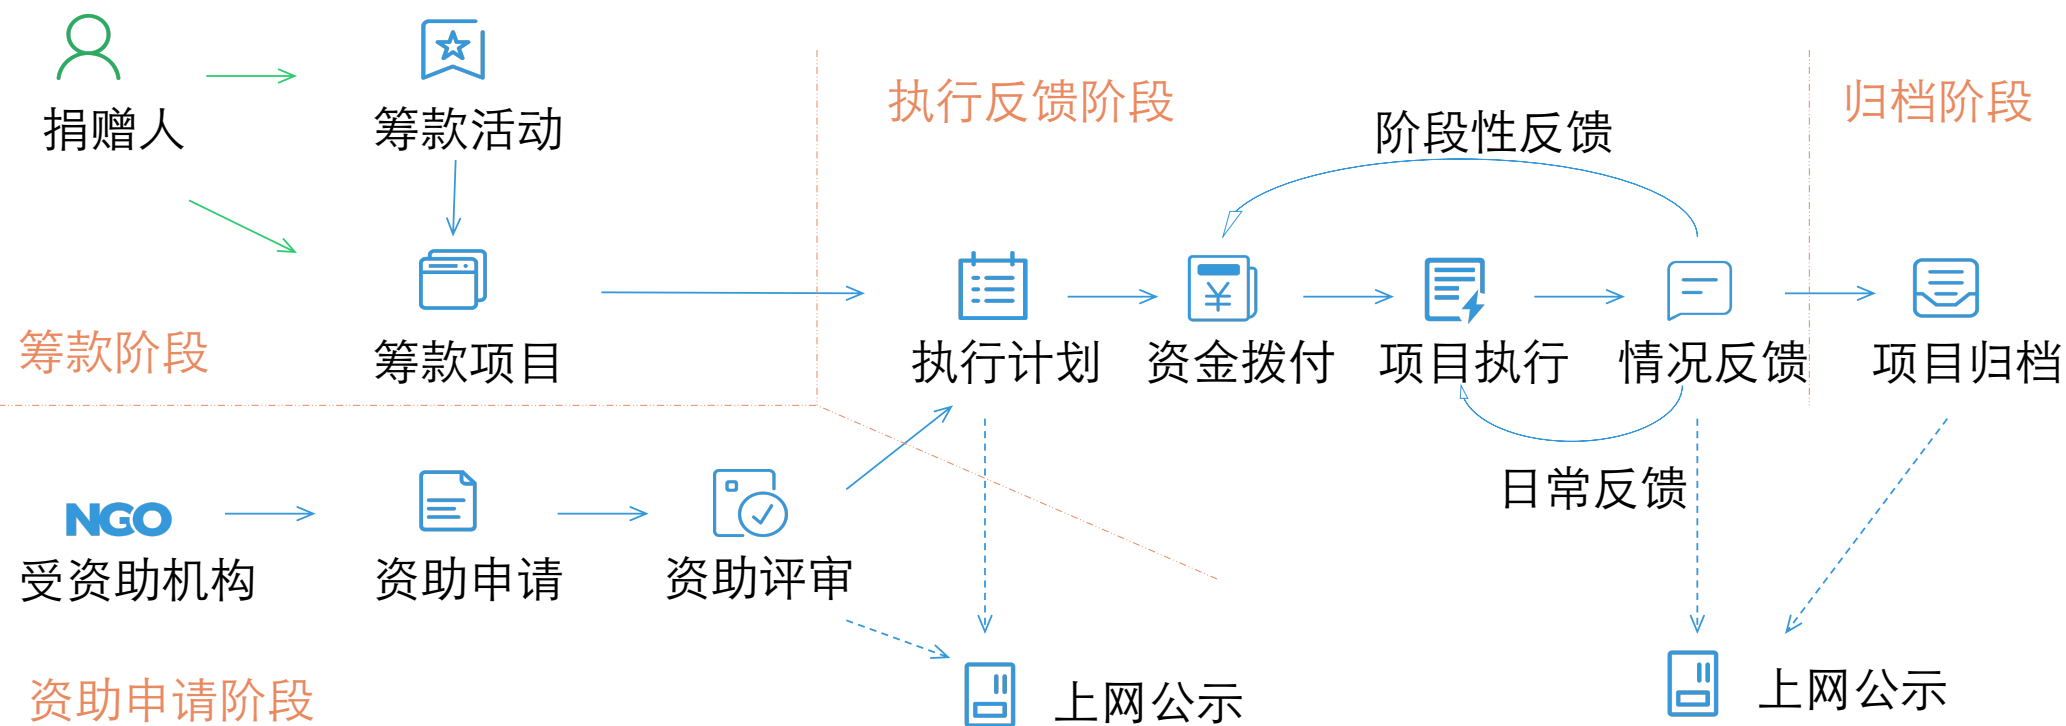 捐赠人
筹款活动
执行反馈阶段
阶段性反馈
归档阶段
筹款阶段
筹款项目
执行计划
资金拨付
项目执行
情况反馈
项目归档
日常反馈
NGO
受资助机构
资助申请
资助评审
资助申请阶段
上网公示
上网公示